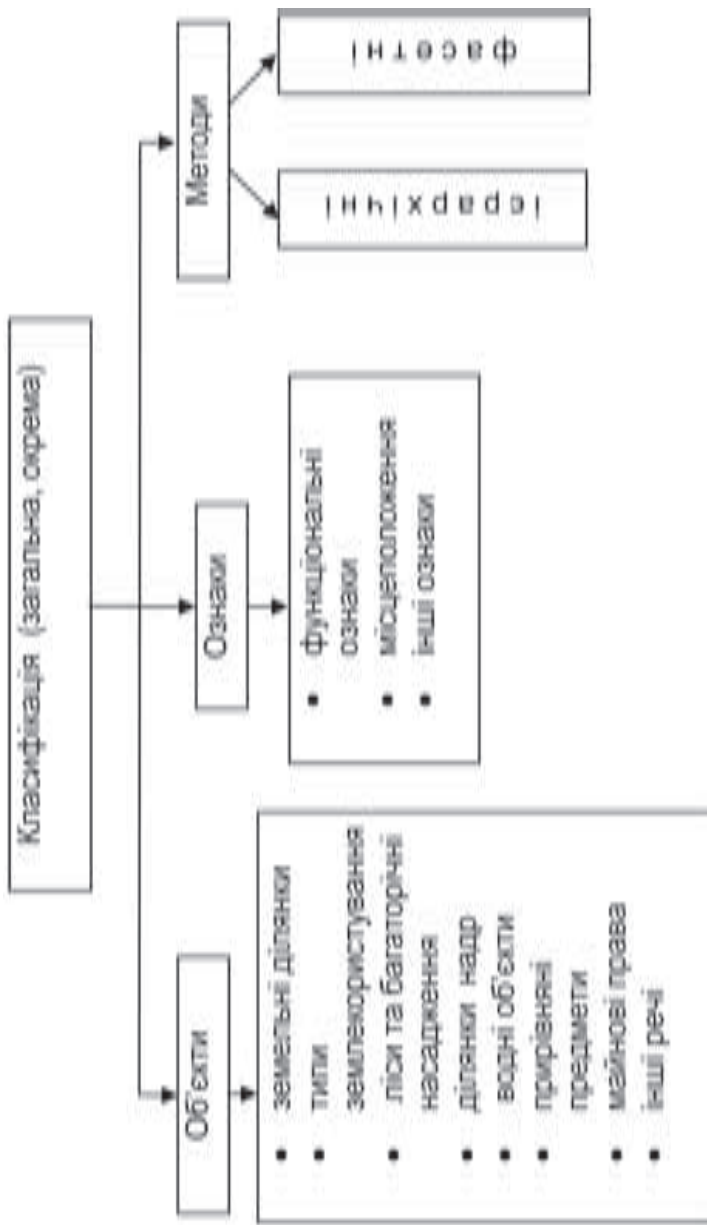 Класифікація (загальна, окрема)
Об'єкти
• земельні ділянки
• типи
землекористування
• ліси та багаторічні
насадження
• ділянки надр
• водні об'єкти
• прирівняні
предмети
• майнові права
• інші речі
Ознаки
• функціональні
ознаки
• місцеположення
• інші ознаки
Методи
ієрархічні
фасетні